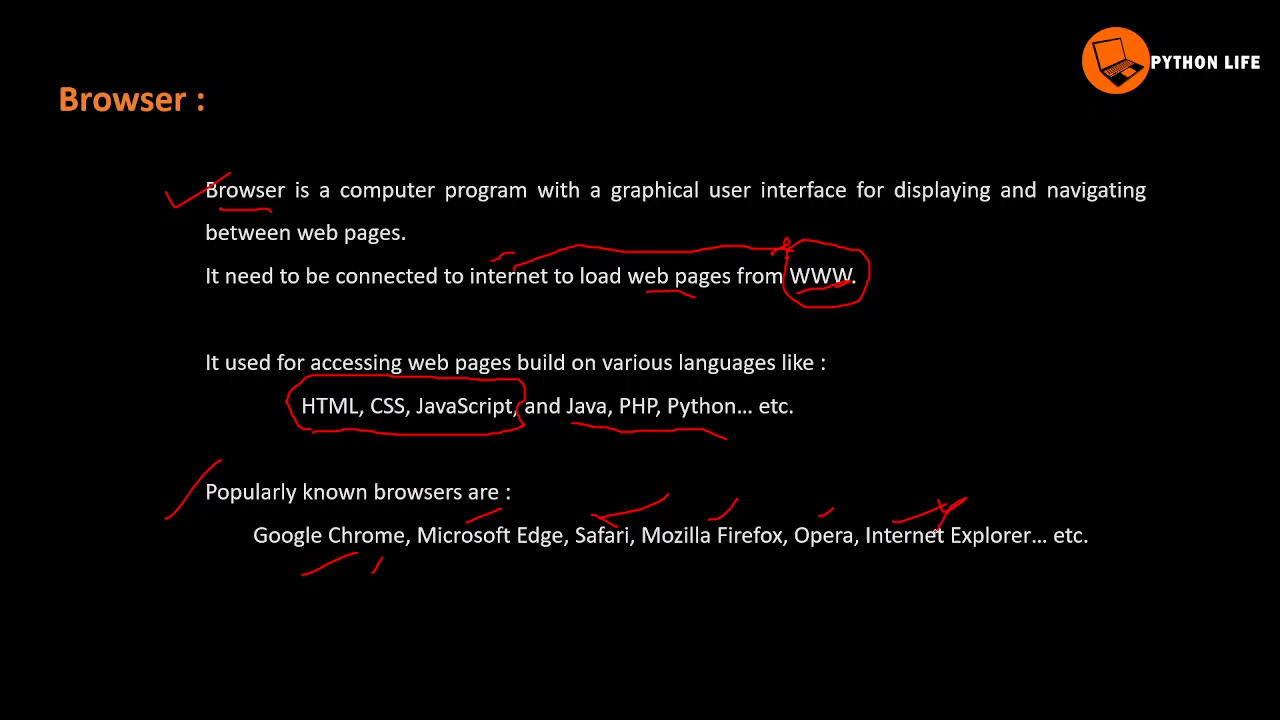 PYTHON LIFE
Browser :
Browser is a computer program with a graphical user interface for displaying and navigating
between web pages.
It need to be connected to internet to load web pages from WWW.
It used for accessing web pages build on various languages like :
HTML, CSS, JavaScript, and Java, PHP, Python... etc.
Popularly known browsers are :
Google Chrome, Microsoft Edge, Safari, Mozilla Firefox, Opera, Internet Explorer... etc.